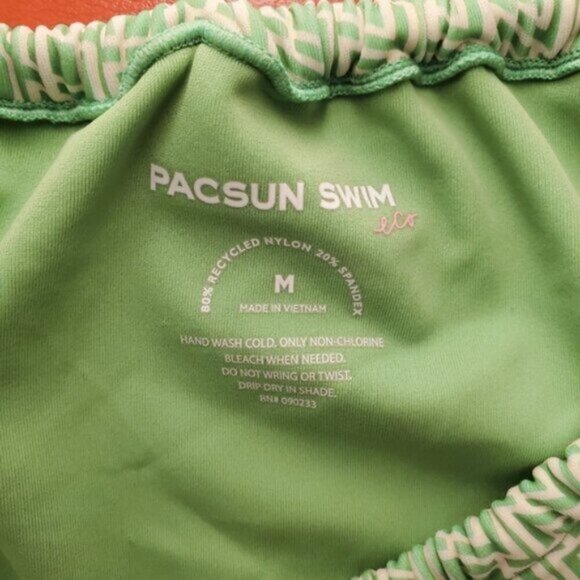 PACSUN SWIM
eco
80% RECYCLED NYLON 20% SPANDEX
M
MADE IN VIETNAM
HAND WASH COLD. ONLY NON-CHLORINE
BLEACH WHEN NEEDED.
DO NOT WRING OR TWIST.
DRIP DRY IN SHADE.
BN# 090233